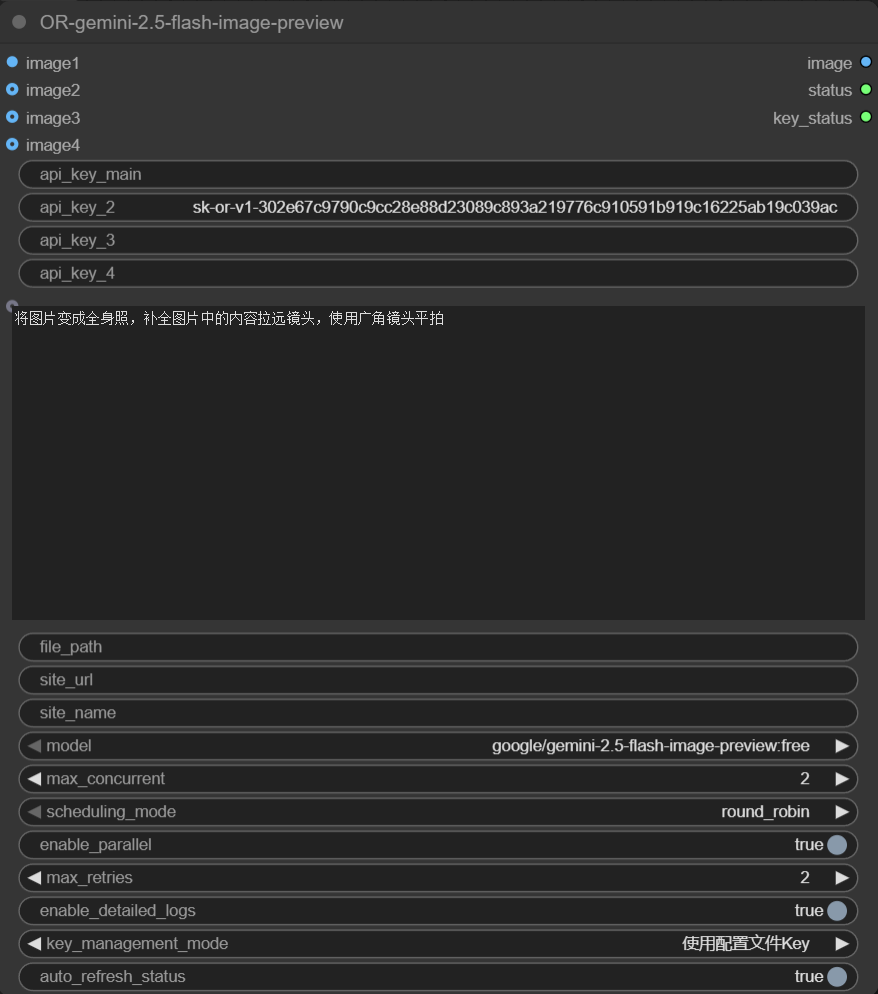 OR-gemini-2.5-flash-image-preview
image1 image
image2 status
image3 key_status
image4
api_key_main
api_key_2 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
api_key_3
api_key_4
将图片变成全身照，补全图片中的内容拉远镜头，使用广角镜头平拍
file_path
site_url
site_name
model google/gemini-2.5-flash-image-preview:free
max_concurrent 2
scheduling_mode round_robin
enable_parallel true
max_retries 2
enable_detailed_logs true
key_management_mode 使用配置文件Key
auto_refresh_status true